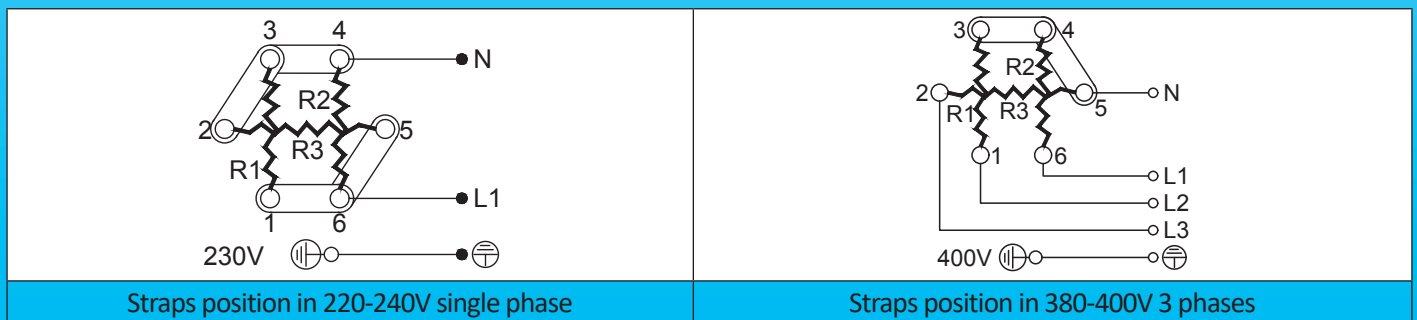 3 4
N
R2
2 5
R3
R1
L1
1 6
230V
Straps position in 220-240V single phase
3 4
R2
2 5 N
R1 R3
1 6
L1
L2
L3
400V
Straps position in 380-400V 3 phases